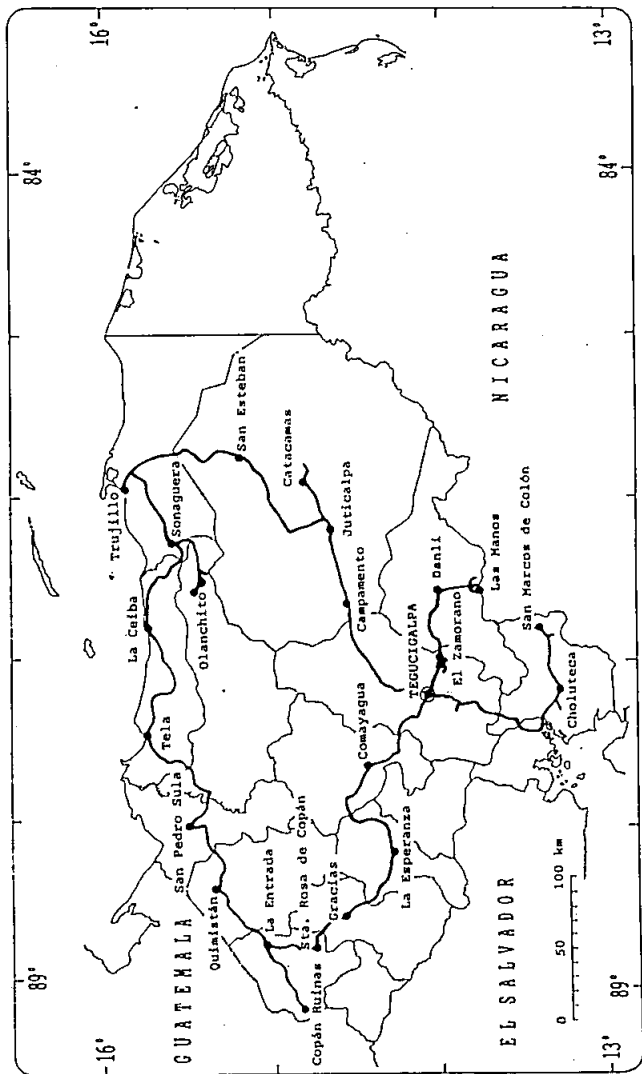 89°
84°
16°
16°
GUATEMALA
Trujillo
La Ceiba
Tela
San Pedro Sula
Sonaguera
Quimistán
Olanchito
San Esteban
La Entrada
Catacamas
Sta. Rosa de Copán
Copán Ruinas
Gracias
Juticalpa
Campamento
Comayagua
La Esperanza
TEGUCIGALPA
Danlí
El Zamorano
Las Manos
NICARAGUA
EL SALVADOR
San Marcos de Colón
0 50 100 km
Choluteca
13°
13°
89°
84°